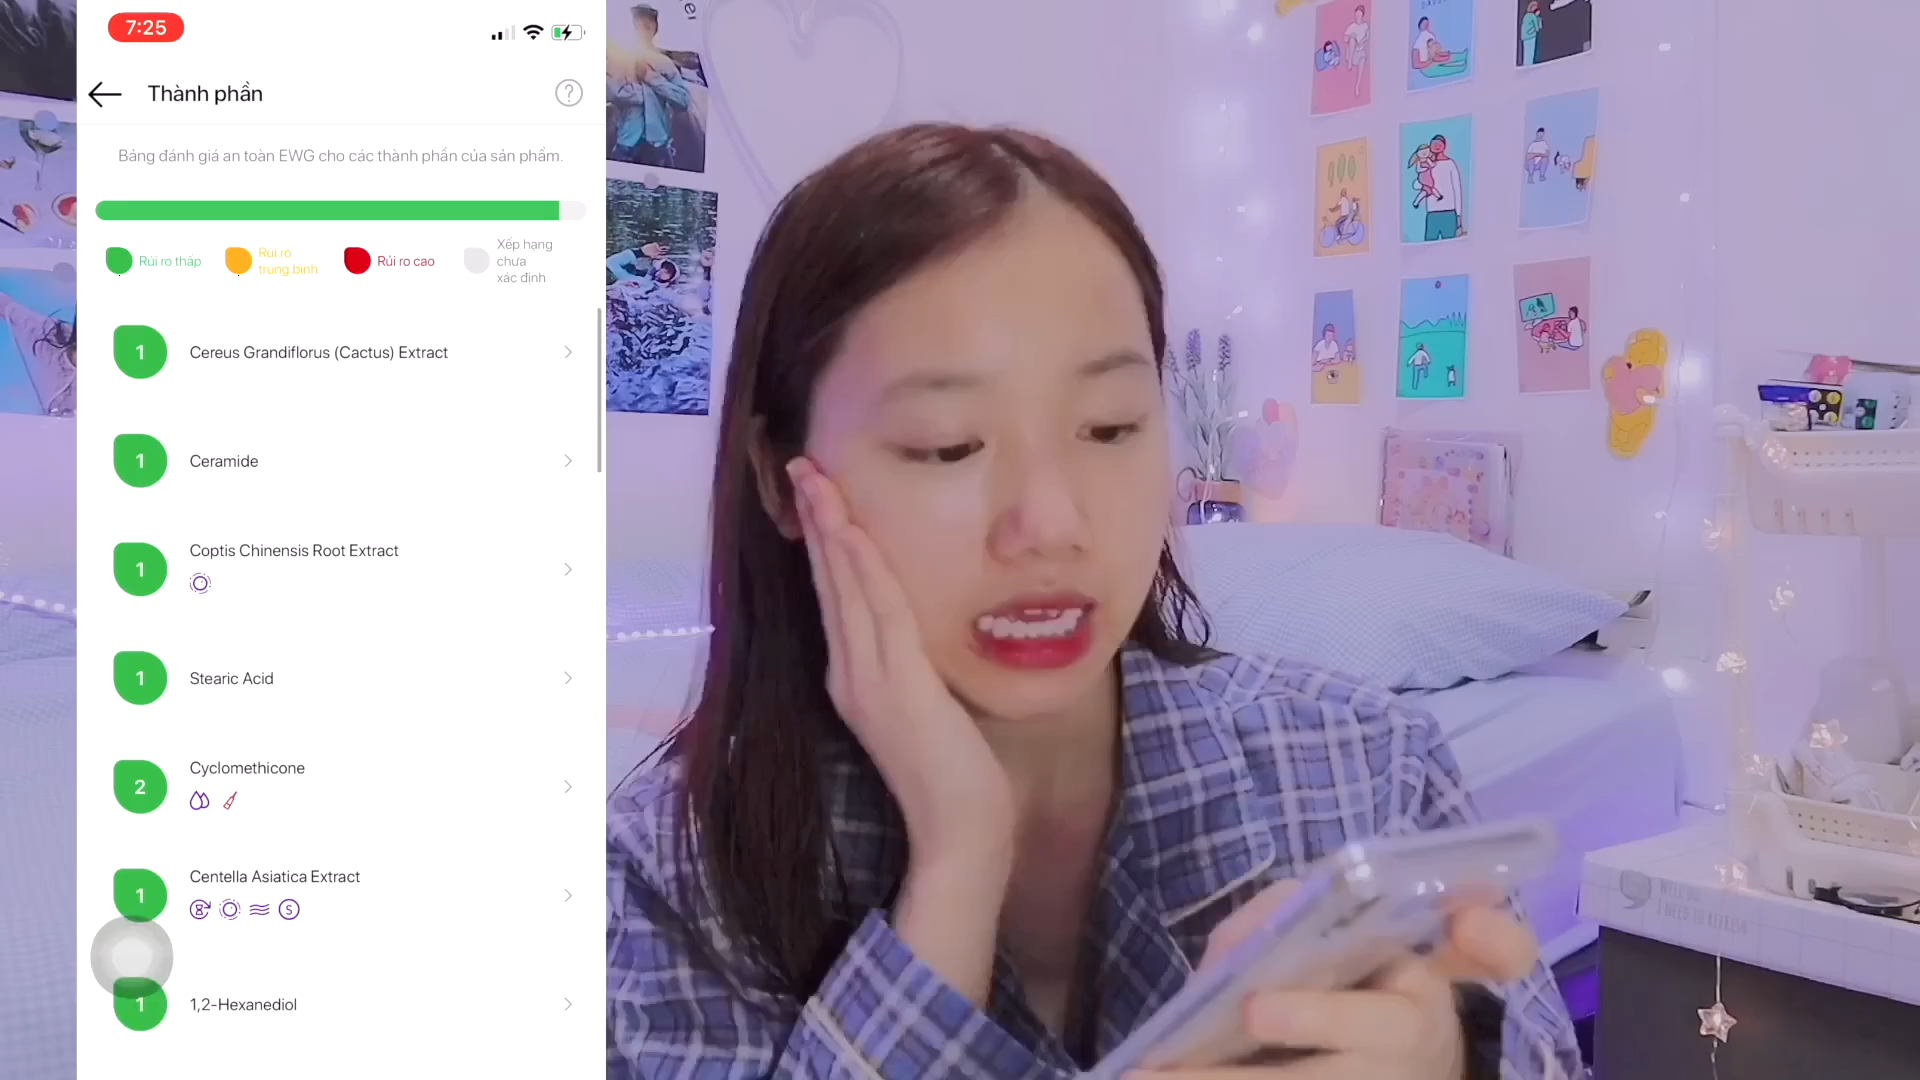 7:25
Thành phần
?
Bảng đánh giá an toàn EWG cho các thành phần của sản phẩm.
Rủi ro thấp
Rủi ro
trung bình
Rủi ro cao
Xếp hạng
chưa
xác định
1
Cereus Grandiflorus (Cactus) Extract
1
Ceramide
1
Coptis Chinensis Root Extract
1
Stearic Acid
2
Cyclomethicone
1
Centella Asiatica Extract
S
1
1,2-Hexanediol
I NEED TO